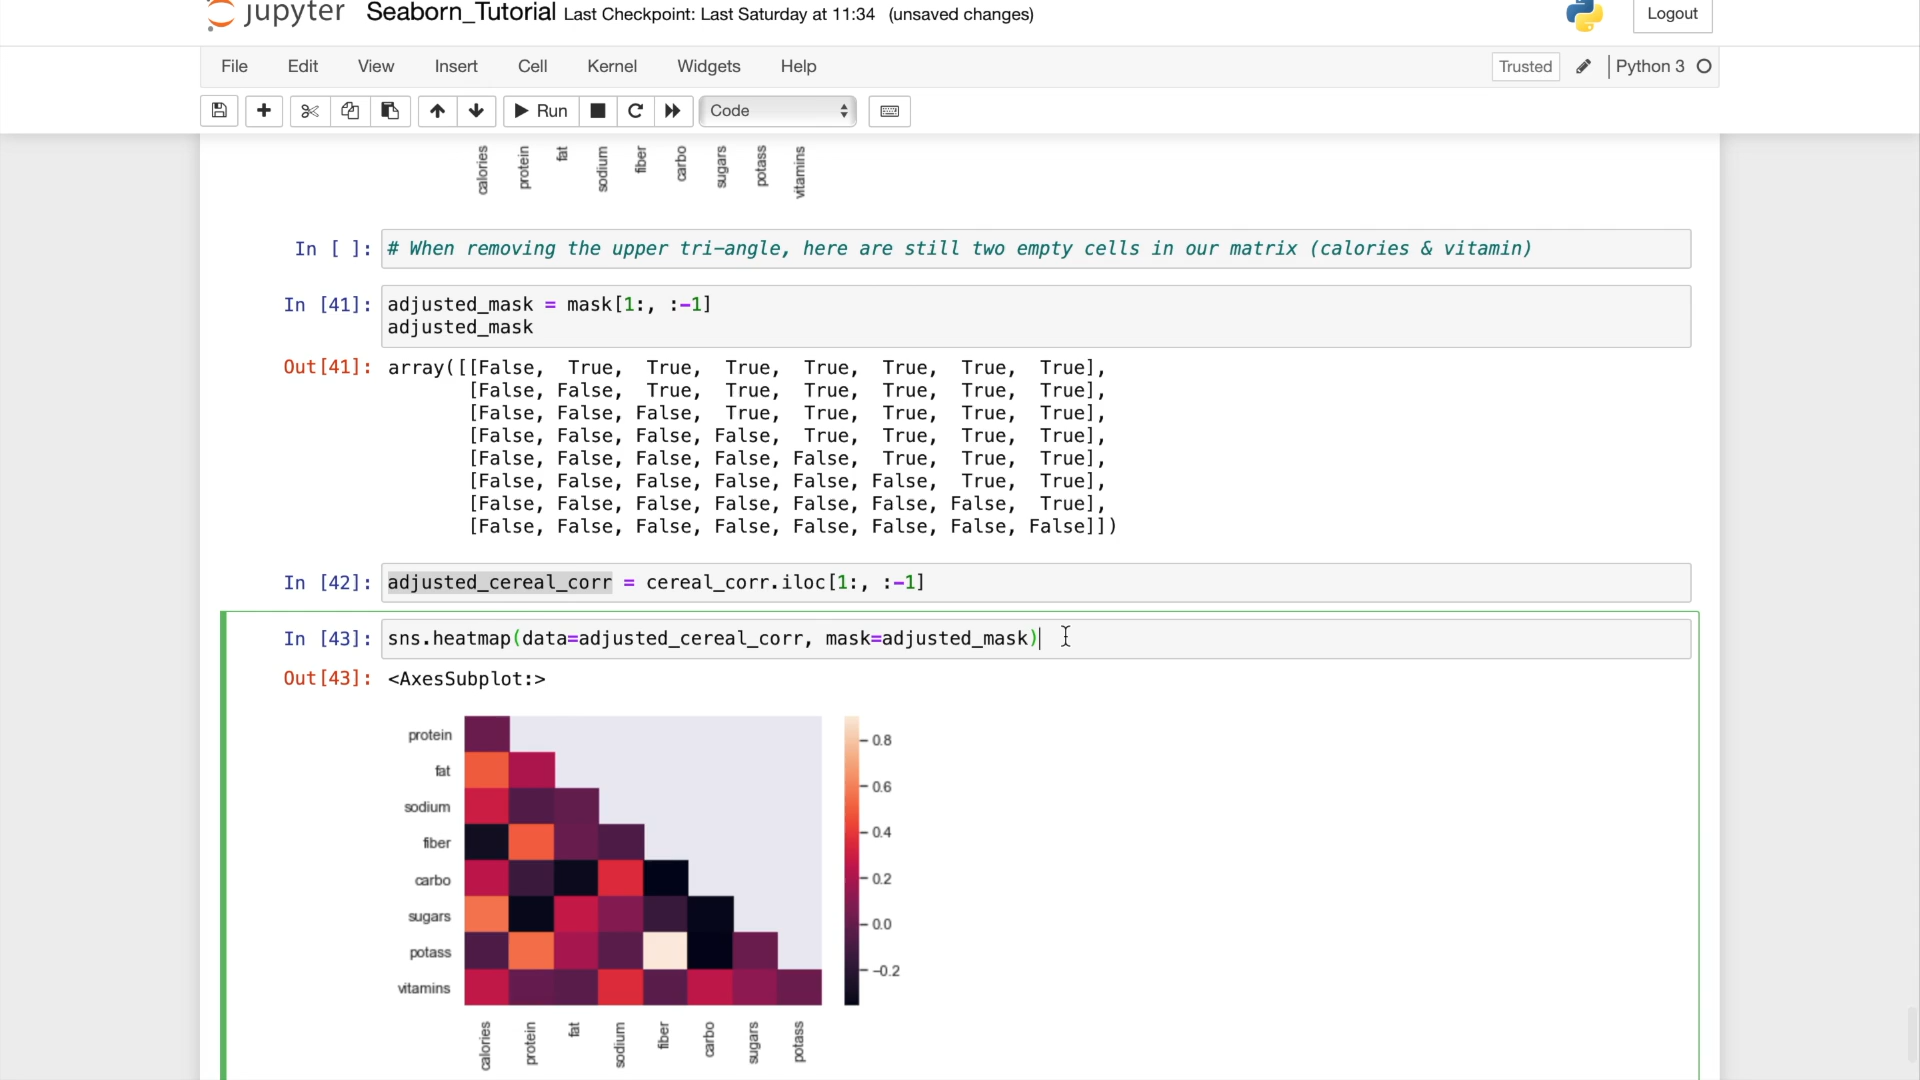 jupyter Seaborn_Tutorial Last Checkpoint: Last Saturday at 11:34 (unsaved changes) Logout
File Edit View Insert Cell Kernel Widgets Help Trusted Python 3
Run Code
calories protein fat sodium fiber carbo sugars potass vitamins
In [ ]: # When removing the upper tri-angle, here are still two empty cells in our matrix (calories & vitamin)
In [41]: adjusted_mask = mask[1:, :-1]
adjusted_mask
Out[41]: array([[False, True, True, True, True, True, True, True],
[False, False, True, True, True, True, True, True],
[False, False, False, True, True, True, True, True],
[False, False, False, False, True, True, True, True],
[False, False, False, False, False, True, True, True],
[False, False, False, False, False, False, True, True],
[False, False, False, False, False, False, False, True],
[False, False, False, False, False, False, False, False]])
In [42]: adjusted_cereal_corr = cereal_corr.iloc[1:, :-1]
In [43]: sns.heatmap(data=adjusted_cereal_corr, mask=adjusted_mask)
Out[43]: <AxesSubplot:>
protein
fat
sodium
fiber
carbo
sugars
potass
vitamins
0.8
0.6
0.4
0.2
0.0
-0.2
calories protein fat sodium fiber carbo sugars potass